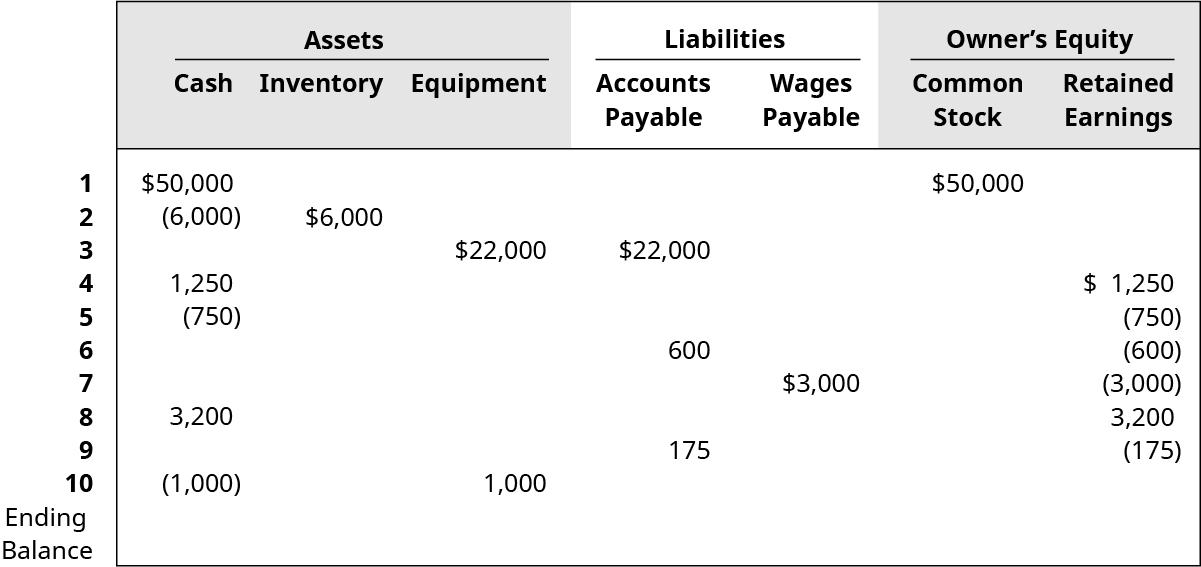 Assets Liabilities Owner’s Equity
Cash Inventory Equipment Accounts Payable Wages Payable Common Stock Retained Earnings
1 $50,000 $50,000
2 (6,000) $6,000
3 $22,000 $22,000
4 1,250 $ 1,250
5 (750) (750)
6 600 (600)
7 $3,000 (3,000)
8 3,200 3,200
9 175 (175)
10 (1,000) 1,000
Ending
Balance